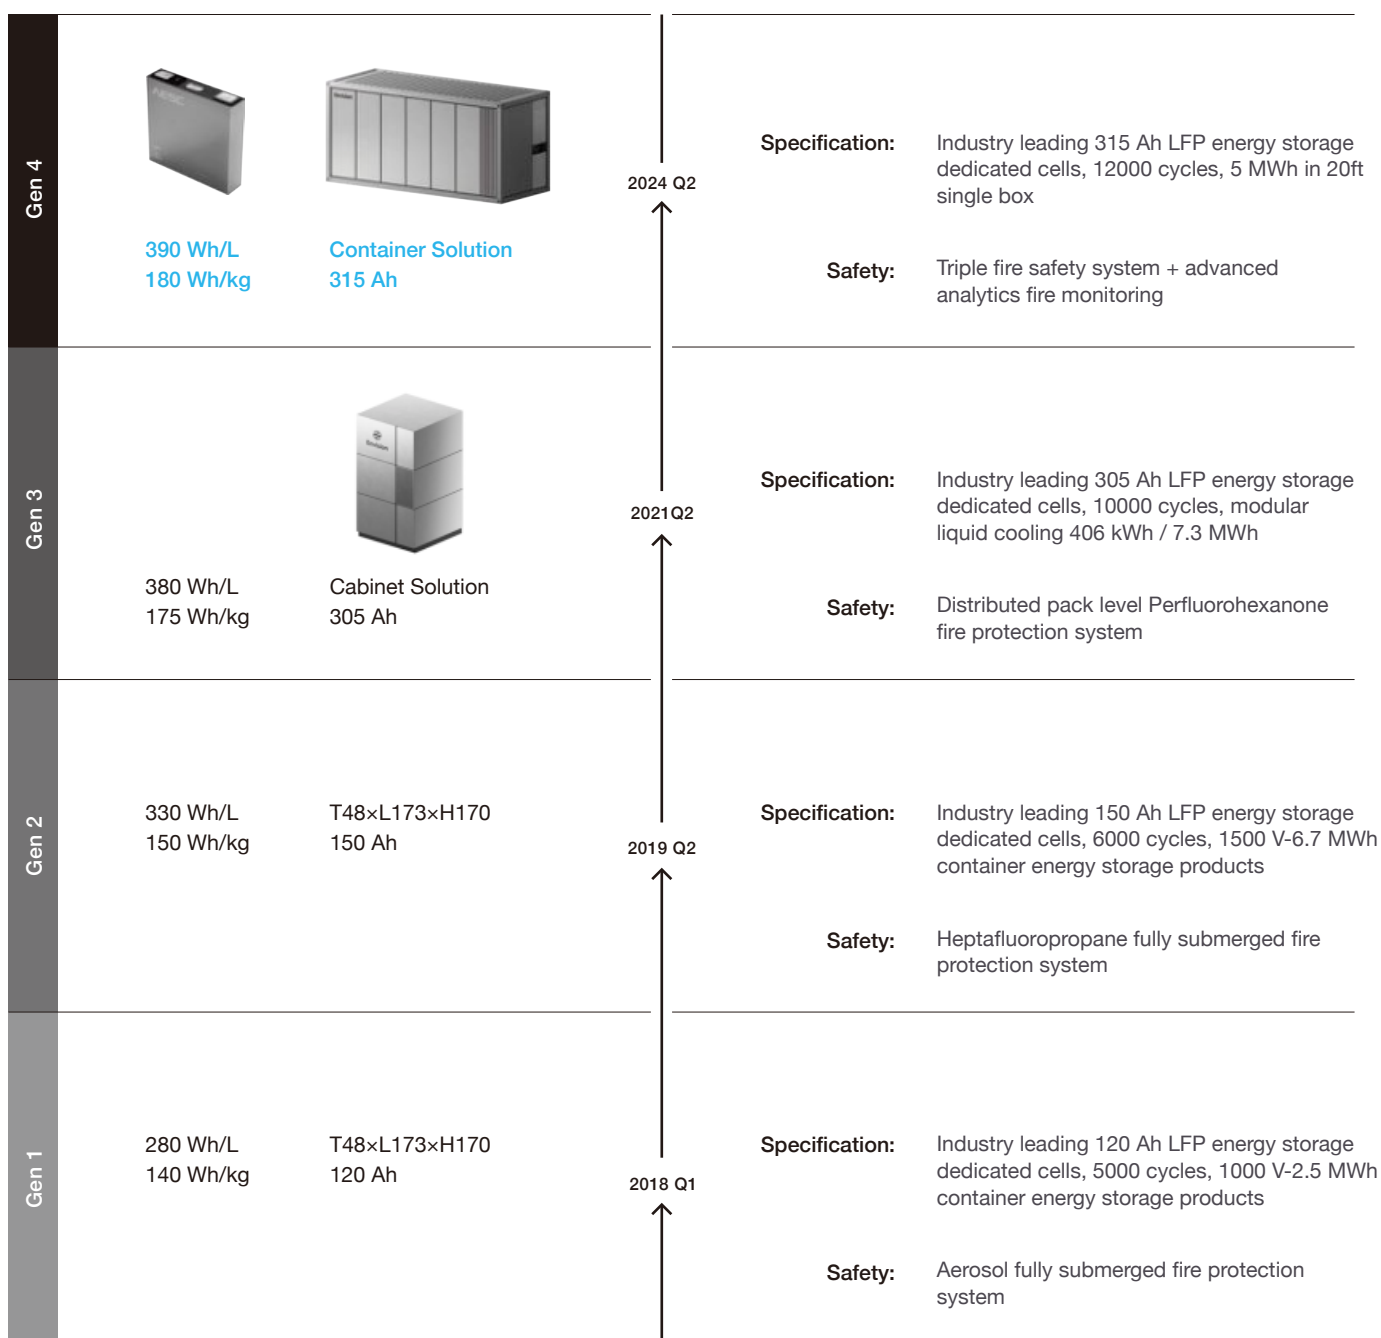 Gen 4
AESC
Envision
390 Wh/L
180 Wh/kg
Container Solution
315 Ah
2024 Q2
Specification:
Industry leading 315 Ah LFP energy storage
dedicated cells, 12000 cycles, 5 MWh in 20ft
single box
Safety:
Triple fire safety system + advanced
analytics fire monitoring
Gen 3
Envision
380 Wh/L
175 Wh/kg
Cabinet Solution
305 Ah
2021Q2
Specification:
Industry leading 305 Ah LFP energy storage
dedicated cells, 10000 cycles, modular
liquid cooling 406 kWh / 7.3 MWh
Safety:
Distributed pack level Perfluorohexanone
fire protection system
Gen 2
330 Wh/L
150 Wh/kg
T48×L173×H170
150 Ah
2019 Q2
Specification:
Industry leading 150 Ah LFP energy storage
dedicated cells, 6000 cycles, 1500 V-6.7 MWh
container energy storage products
Safety:
Heptafluoropropane fully submerged fire
protection system
Gen 1
280 Wh/L
140 Wh/kg
T48×L173×H170
120 Ah
2018 Q1
Specification:
Industry leading 120 Ah LFP energy storage
dedicated cells, 5000 cycles, 1000 V-2.5 MWh
container energy storage products
Safety:
Aerosol fully submerged fire protection
system